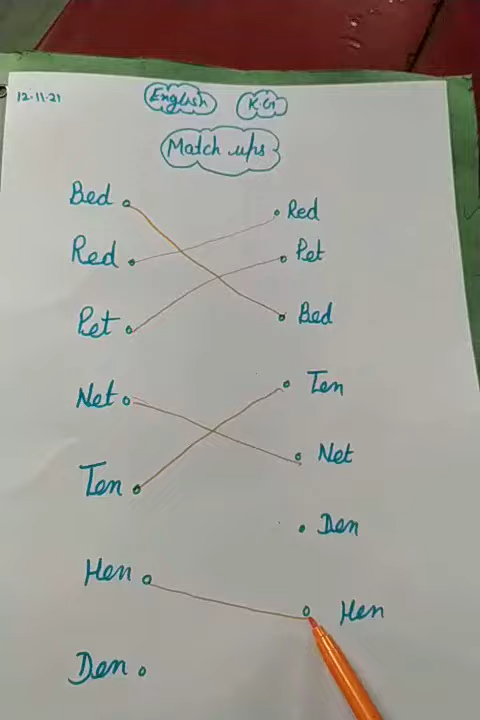 12.11.21 English K.G
Match ups
Bed Red
Red Pet
Pet Bed
Net Ten
Ten Net
Den
Hen Hen
Den